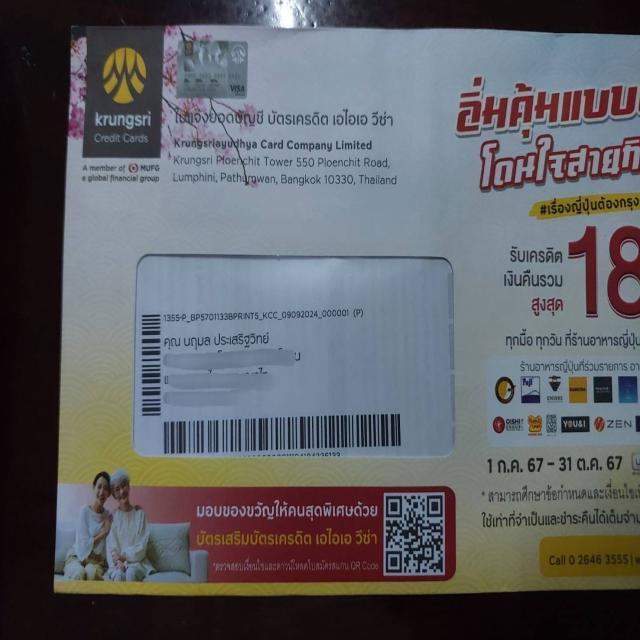 krungsri
Credit Cards
A member of MUFG
a global financial group
VISA
ใบแจ้งยอดบัญชี บัตรเครดิต เอไอเอ วีซ่า
Krungsriayudhya Card Company Limited
Krungsri Ploenchit Tower 550 Ploenchit Road,
Lumphini, Pathumwan, Bangkok 10330, Thailand
อิ่มคุ้มแบบ
โดนใจสายกิ
#เรื่องญี่ปุ่นต้องกรุง
รับเครดิต
เงินคืนรวม
สูงสุด
18
ทุกมื้อ ทุกวัน ที่ร้านอาหารญี่ปุ่น
ร้านอาหารญี่ปุ่นที่ร่วมรายการ อา
Fuji
OISHI
YOU&I
ZEN
1 ก.ค. 67 - 31 ต.ค. 67
* สามารถศึกษาข้อกำหนดและเงื่อนไขเ
ใช้เท่าที่จำเป็นและชำระคืนได้เต็มจำน
Call 0 2646 3555
1355-P_BP5701133BPRINT5_KCC_09092024_000001 (P)
คุณ นฤมล ประเสริฐวิทย์
มอบของขวัญให้คนสุดพิเศษด้วย
บัตรเสริมบัตรเครดิต เอไอเอ วีซ่า
*ตรวจสอบเงื่อนไขและดาวน์โหลดใบสมัครสแกน QR Code